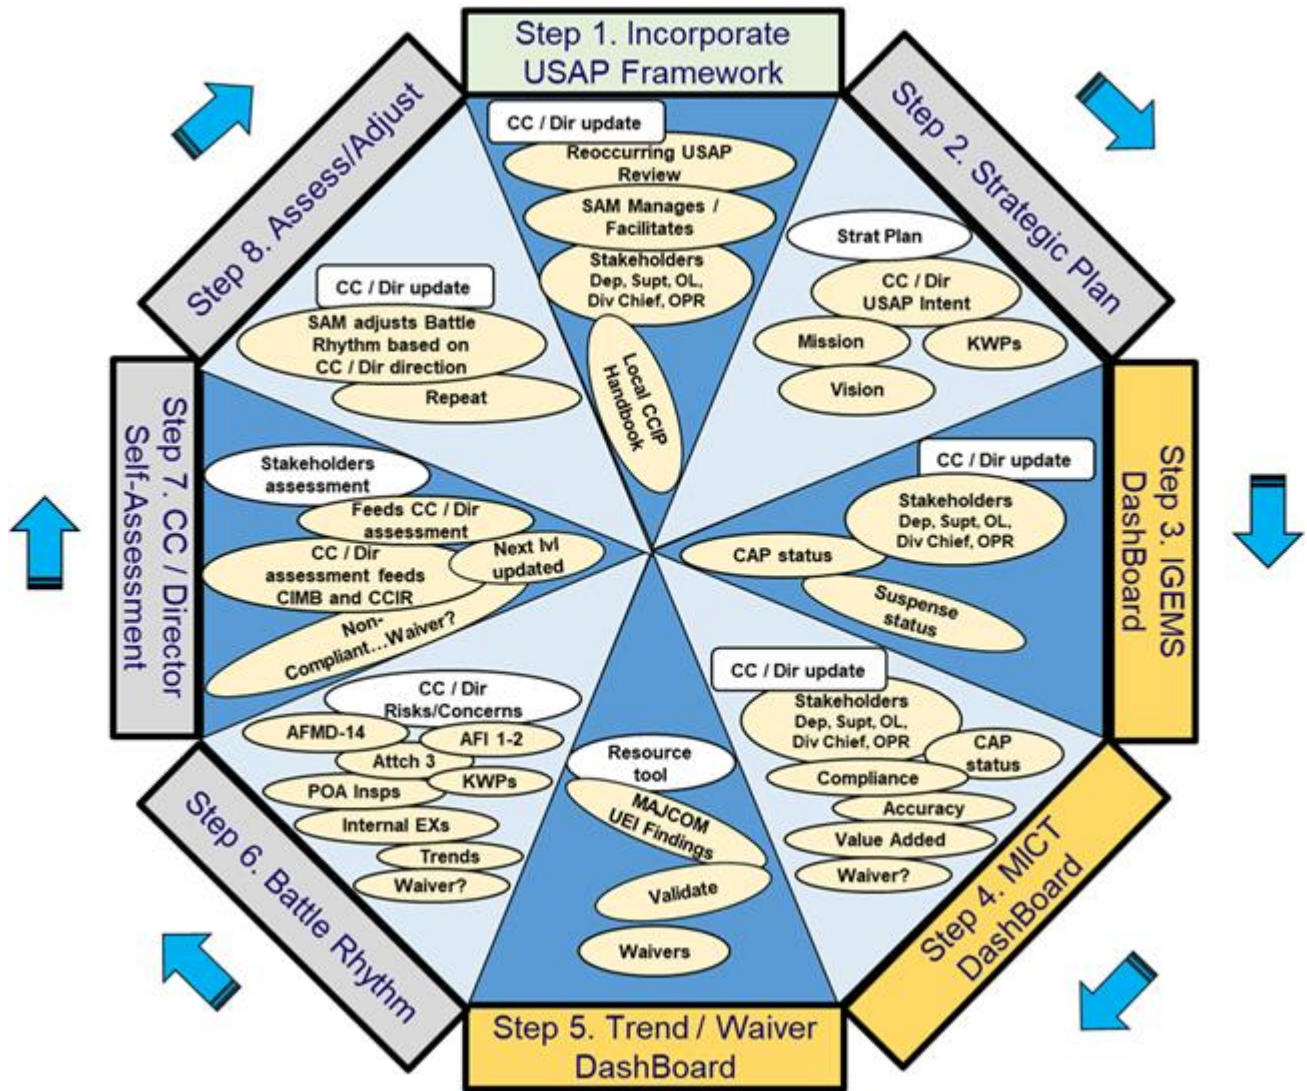 Step 1. Incorporate
USAP Framework
CC / Dir update
Reoccurring USAP
Review
SAM Manages /
Facilitates
Stakeholders
Dep, Supt, OL,
Div Chief, OPR
Local CCIP
Handbook
Step 2. Strategic Plan
Strat Plan
CC / Dir
USAP Intent
Mission
KWPs
Vision
Step 3. IGEMS
DashBoard
CC / Dir update
Stakeholders
Dep, Supt, OL,
Div Chief, OPR
CAP status
Suspense
status
Step 4. MICT
DashBoard
CC / Dir update
Stakeholders
Dep, Supt, OL,
Div Chief, OPR
CAP
status
Compliance
Accuracy
Value Added
Waiver?
Step 5. Trend / Waiver
DashBoard
Resource
tool
MAJCOM
UEI Findings
Validate
Waivers
Step 6. Battle Rhythm
CC / Dir
Risks/Concerns
AFMD-14
AFI 1-2
Attch 3
KWPs
POA Insps
Internal EXs
Trends
Waiver?
Step 7. CC / Director
Self-Assessment
Stakeholders
assessment
Feeds CC / Dir
assessment
CC / Dir
assessment feeds
CIMB and CCIR
Next lvl
updated
Non-
Compliant...Waiver?
Step 8. Assess/Adjust
CC / Dir update
SAM adjusts Battle
Rhythm based on
CC / Dir direction
Repeat